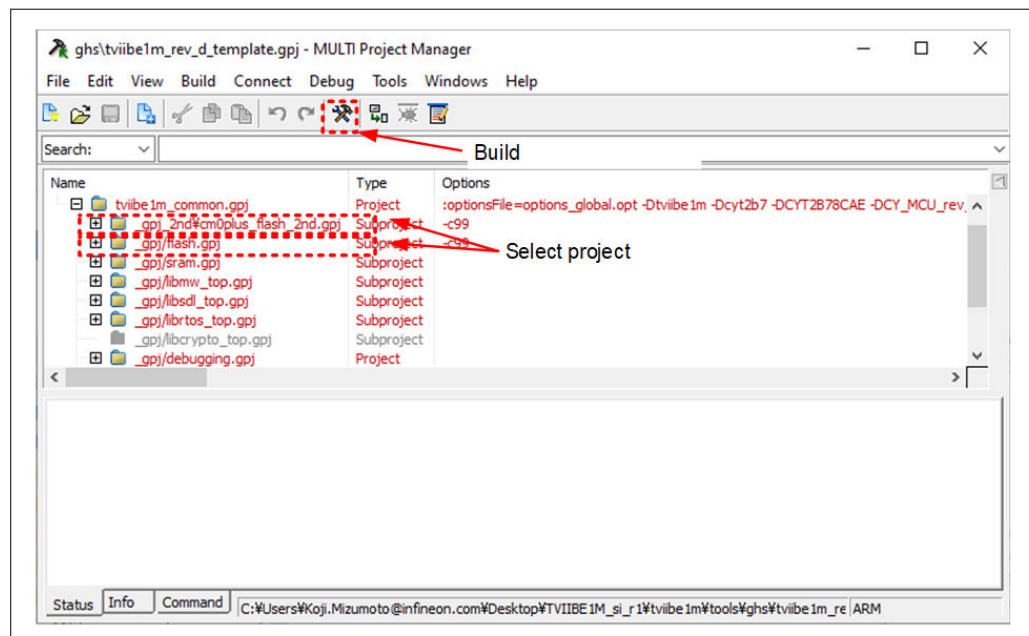 ghs\tviibe1m_rev_d_template.gpj - MULTI Project Manager
File Edit View Build Connect Debug Tools Windows Help
Search:
Build
Name Type Options
tviibe1m_common.gpj Project :optionsFile=options_global.opt -Dtviibe1m -Dcyt2b7 -DCYT2B78CAE -DCY_MCU_rev_
_gpj_2nd¥cm0plus_flash_2nd.gpj Subproject -c99
_gpj/flash.gpj Subproject -c99
Select project
_gpj/sram.gpj Subproject
_gpj/libmw_top.gpj Subproject
_gpj/libsdl_top.gpj Subproject
_gpj/librtos_top.gpj Subproject
_gpj/libcrypto_top.gpj Subproject
_gpj/debugging.gpj Project
Status Info Command C:¥Users¥Koji.Mizumoto@infineon.com¥Desktop¥TVIIBE1M_si_r1¥tviibe1m¥tools¥ghs¥tviibe1m_re ARM